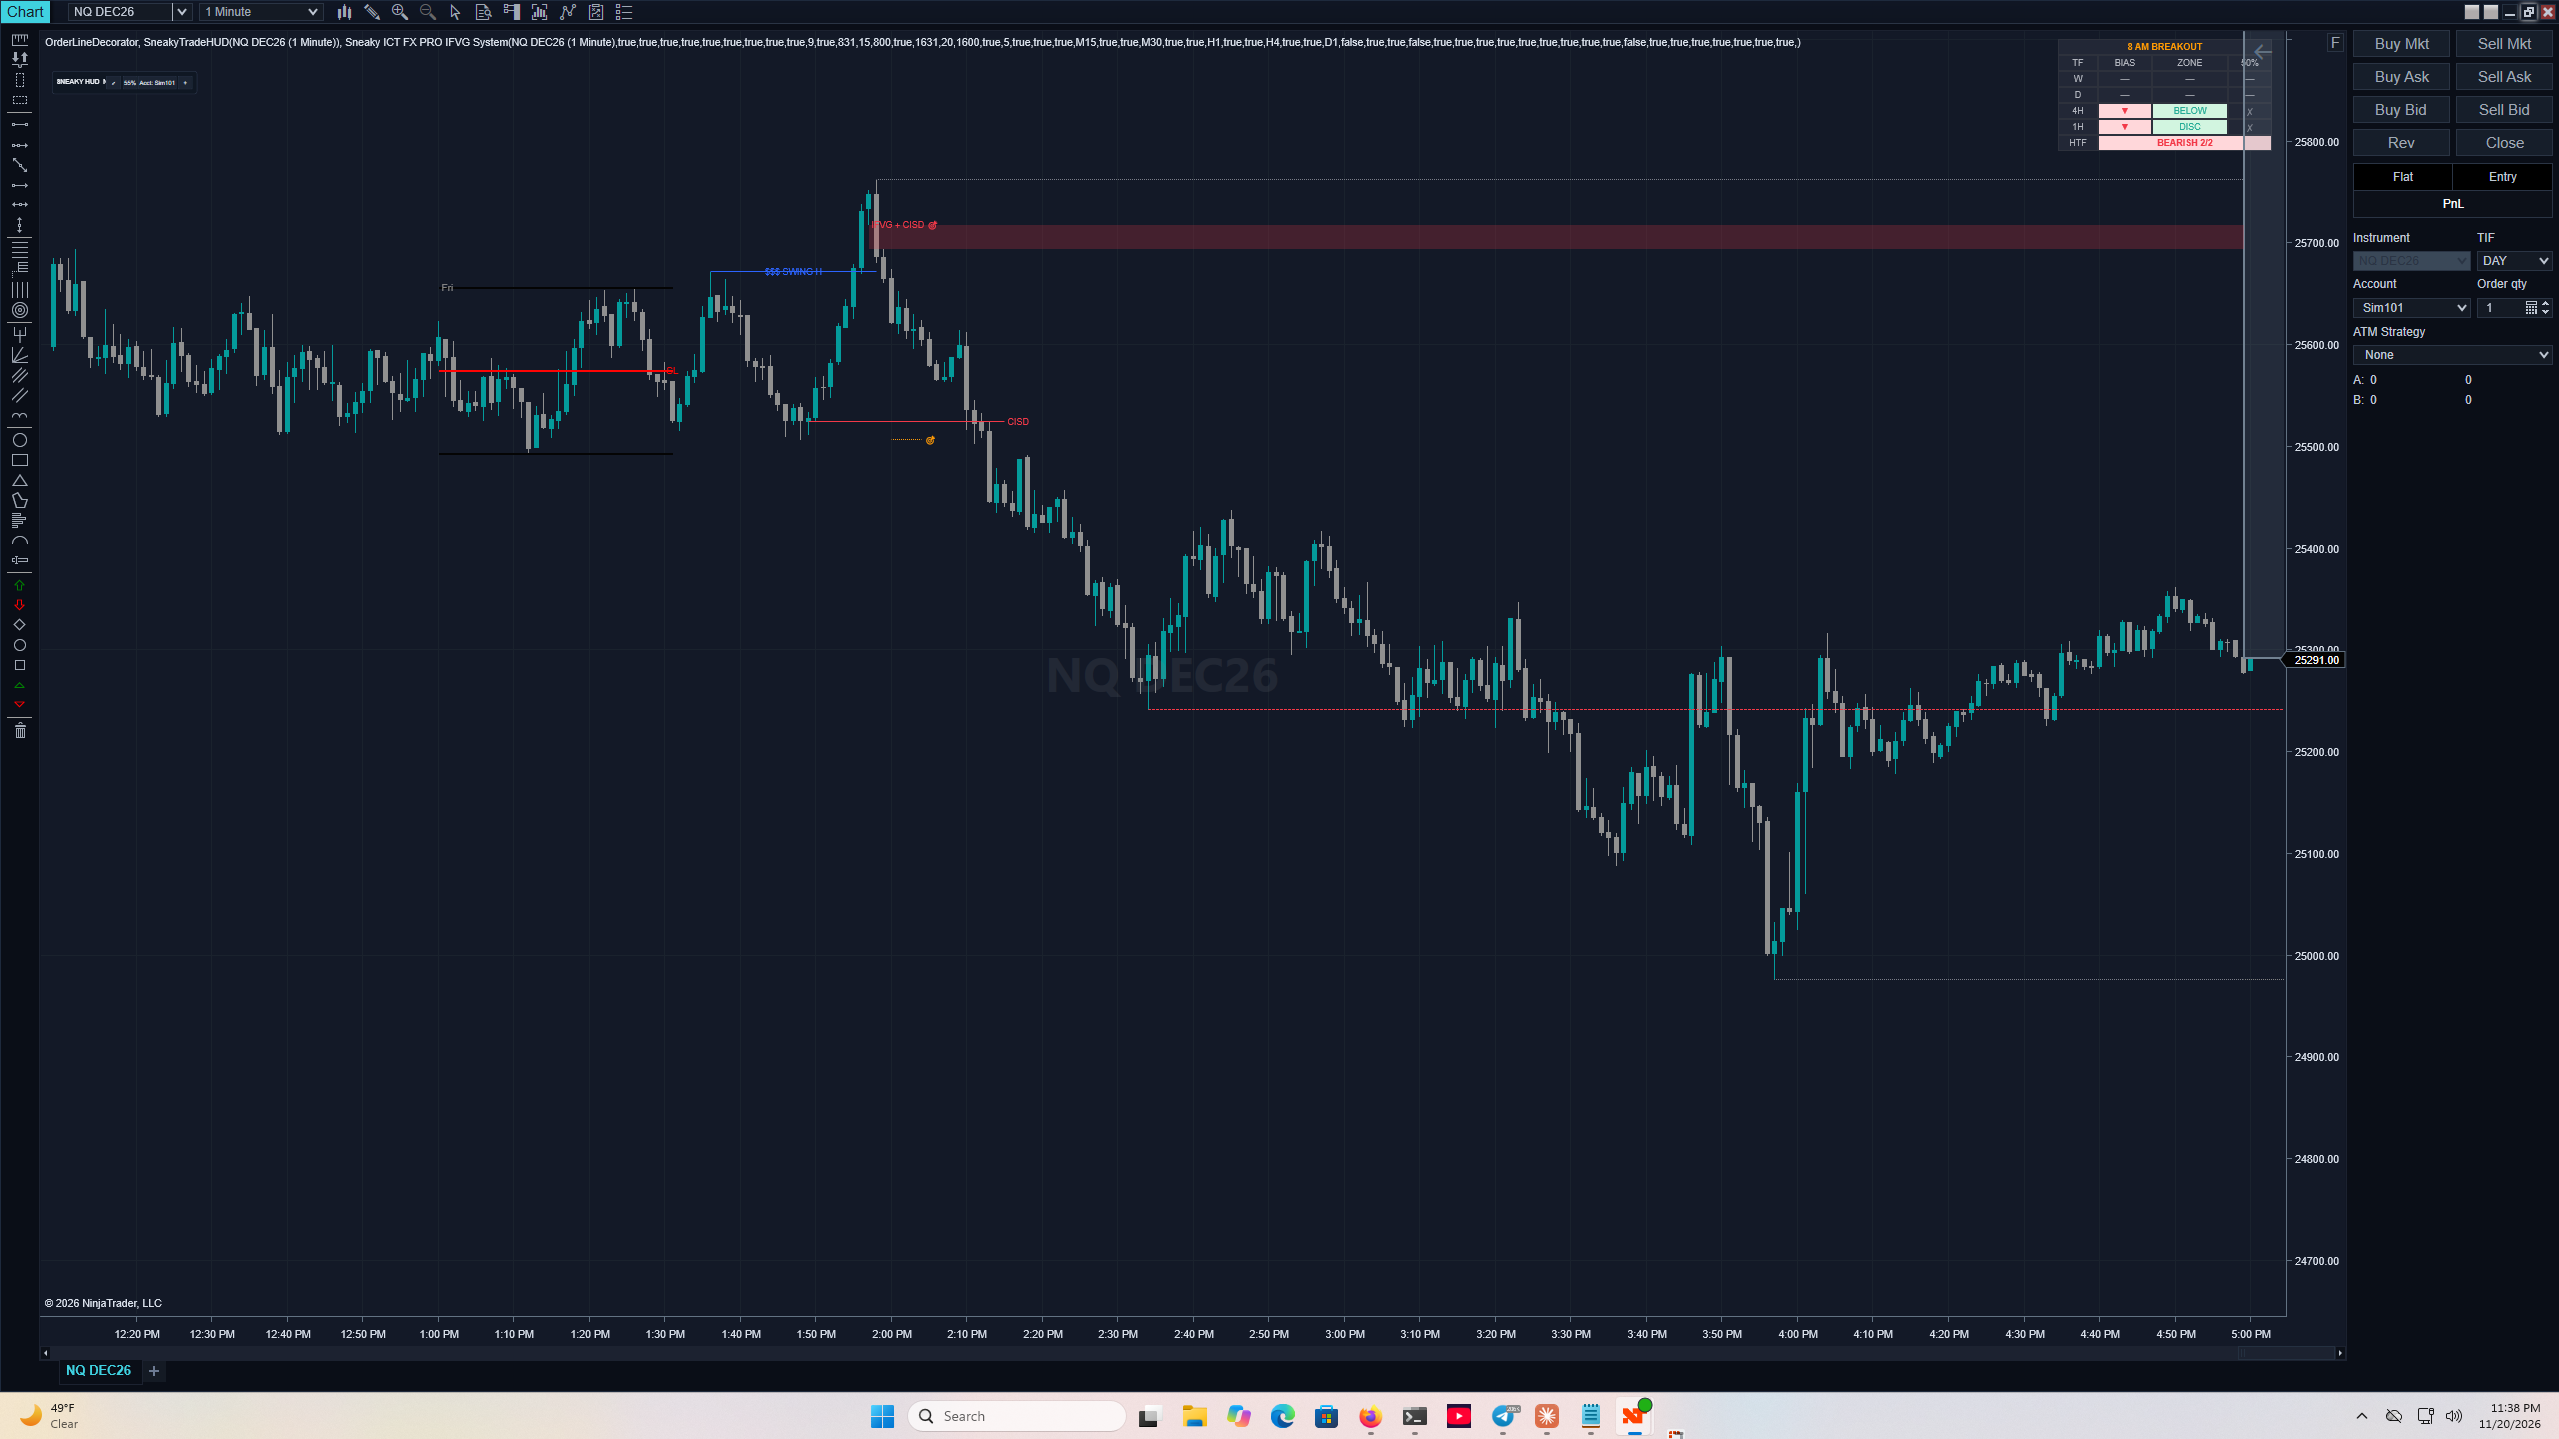 Chart NQ DEC26 1 Minute
OrderLineDecorator, SneakyTradeHUD(NQ DEC26 (1 Minute)), Sneaky ICT FX PRO IFVG System(NQ DEC26 (1 Minute),true,true,true,true,true,true,true,true,true,9,true,831,15,800,true,1631,20,1600,true,5,true,true,true,M15,true,true,M30,true,true,H1,true,true,H4,true,true,D1,false,true,true,false,true,true,true,true,true,true,true,true,true,true,false,true,true,true,true,true,true,true,)
SNEAKY HUD
55% Acct: Sim101 +
8 AM BREAKOUT
TF BIAS ZONE 50%
W — — —
D — — —
4H ▼ BELOW ✗
1H ▼ DISC ✗
HTF BEARISH 2/2
F
IFVG + CISD
$$$ SWING H
Fri
CISD
NQ DEC26
25800.00
25700.00
25600.00
25500.00
25400.00
25300.00
25291.00
25200.00
25100.00
25000.00
24900.00
24800.00
24700.00
© 2026 NinjaTrader, LLC
12:20 PM 12:30 PM 12:40 PM 12:50 PM 1:00 PM 1:10 PM 1:20 PM 1:30 PM 1:40 PM 1:50 PM 2:00 PM 2:10 PM 2:20 PM 2:30 PM 2:40 PM 2:50 PM 3:00 PM 3:10 PM 3:20 PM 3:30 PM 3:40 PM 3:50 PM 4:00 PM 4:10 PM 4:20 PM 4:30 PM 4:40 PM 4:50 PM 5:00 PM
NQ DEC26 +
Buy Mkt Sell Mkt
Buy Ask Sell Ask
Buy Bid Sell Bid
Rev Close
Flat Entry
PnL
Instrument TIF
NQ DEC26 DAY
Account Order qty
Sim101 1
ATM Strategy
None
A: 0 0
B: 0 0
49°F
Clear
Search
11:38 PM
11/20/2026